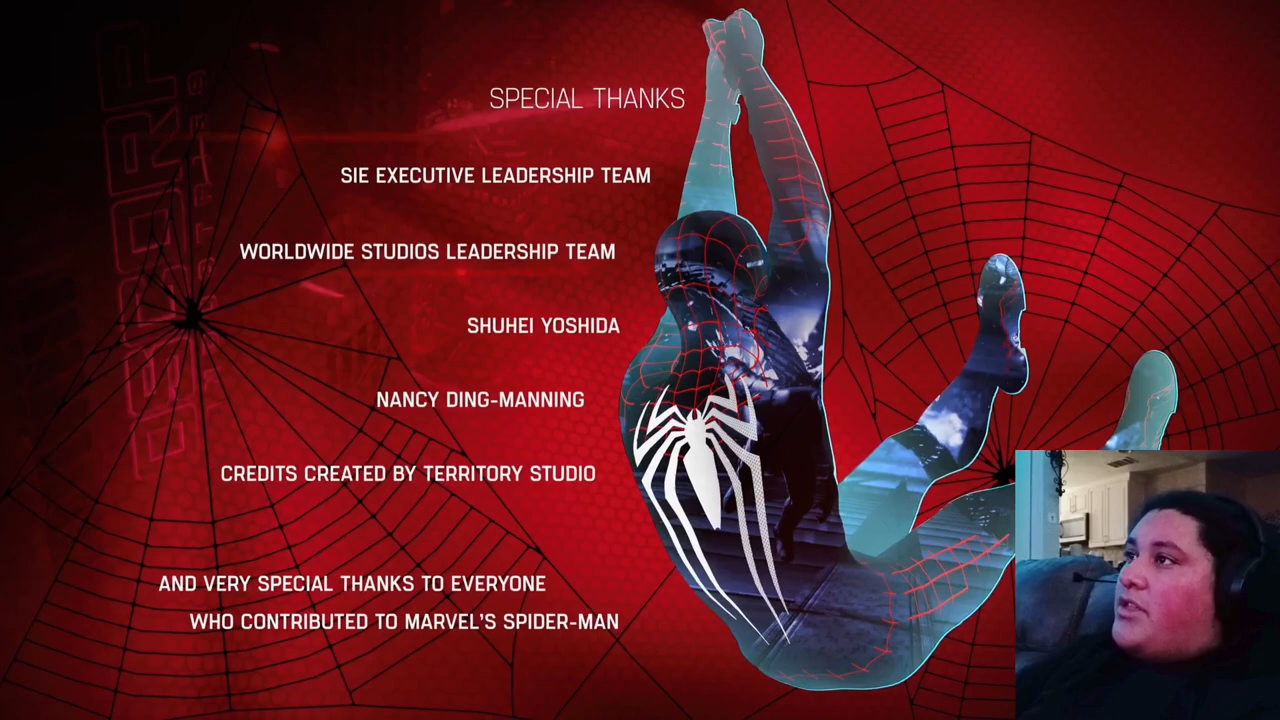 SPECIAL THANKS
SIE EXECUTIVE LEADERSHIP TEAM
WORLDWIDE STUDIOS LEADERSHIP TEAM
SHUHEI YOSHIDA
NANCY DING-MANNING
CREDITS CREATED BY TERRITORY STUDIO
AND VERY SPECIAL THANKS TO EVERYONE
WHO CONTRIBUTED TO MARVEL'S SPIDER-MAN